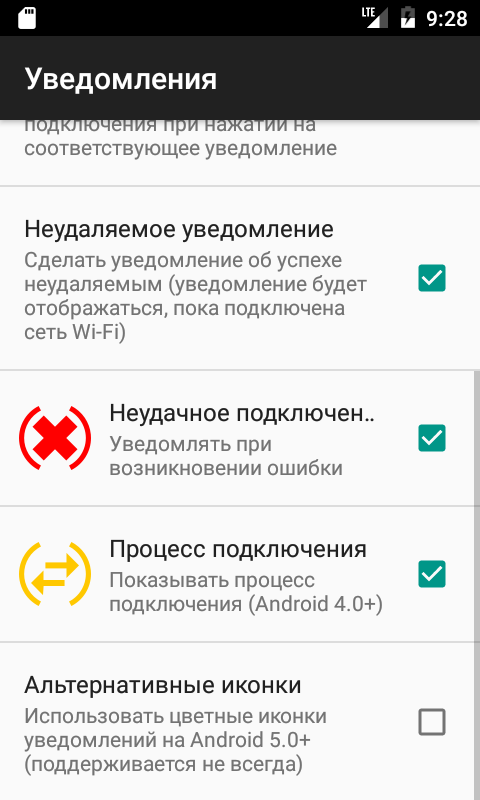 LTE 9:28
Уведомления
подключения при нажатии на
соответствующее уведомление
Неудаляемое уведомление
Сделать уведомление об успехе
неудаляемым (уведомление будет
отображаться, пока подключена
сеть Wi-Fi)
Неудачное подключен..
Уведомлять при
возникновении ошибки
Процесс подключения
Показывать процесс
подключения (Android 4.0+)
Альтернативные иконки
Использовать цветные иконки
уведомлений на Android 5.0+
(поддерживается не всегда)